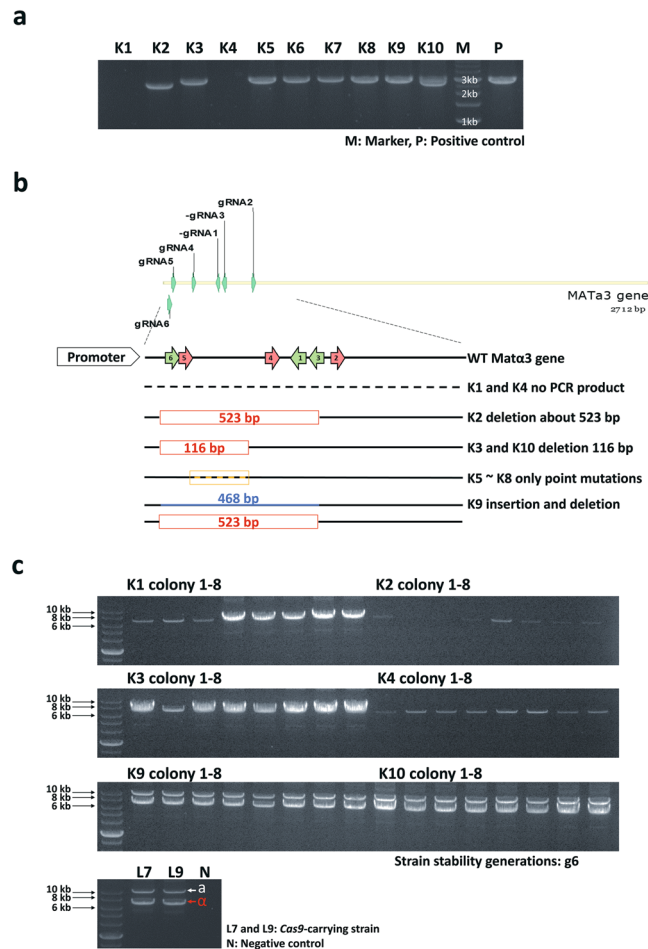 a
K1 K2 K3 K4 K5 K6 K7 K8 K9 K10 M P
3kb
2kb
1kb
M: Marker, P: Positive control
b
gRNA2
-gRNA3
-gRNA1
gRNA4
gRNA5
gRNA6
MATa3 gene
2712 bp
Promoter
6 5 4 1 3 2
WT Matα3 gene
K1 and K4 no PCR product
523 bp
K2 deletion about 523 bp
116 bp
K3 and K10 deletion 116 bp
K5 ~ K8 only point mutations
468 bp
K9 insertion and deletion
523 bp
c
K1 colony 1-8 K2 colony 1-8
10 kb
8 kb
6 kb
K3 colony 1-8 K4 colony 1-8
10 kb
8 kb
6 kb
K9 colony 1-8 K10 colony 1-8
10 kb
8 kb
6 kb
Strain stability generations: g6
L7 L9 N
10 kb
8 kb
6 kb
a
α
L7 and L9: Cas9-carrying strain
N: Negative control